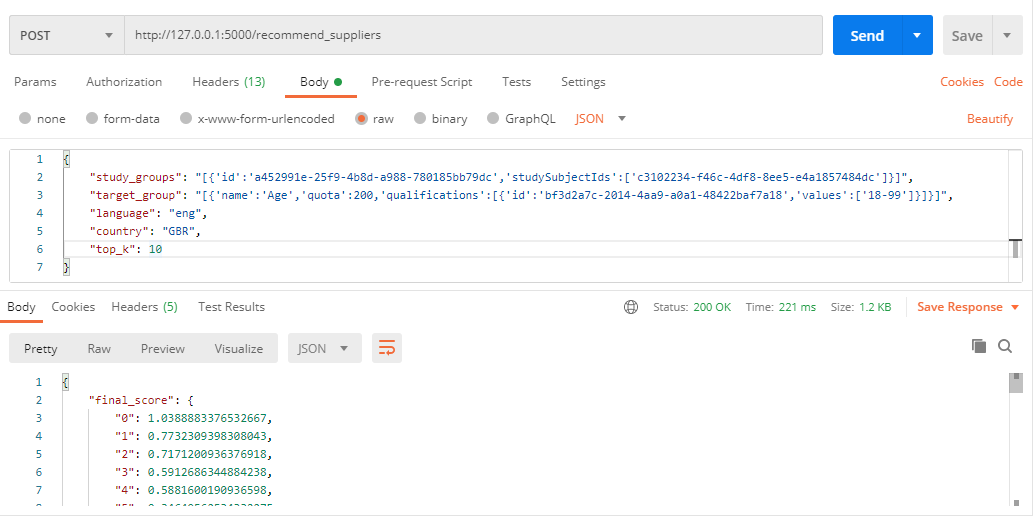 POST http://127.0.0.1:5000/recommend_suppliers Send Save
Params Authorization Headers (13) Body Pre-request Script Tests Settings Cookies Code
none form-data x-www-form-urlencoded raw binary GraphQL JSON Beautify
1 {
2 "study_groups": "[{'id':'a452991e-25f9-4b8d-a988-780185bb79dc','studySubjectIds':['c3102234-f46c-4df8-8ee5-e4a1857484dc']}]",
3 "target_group": "[{'name':'Age','quota':200,'qualifications':[{'id':'bf3d2a7c-2014-4aa9-a0a1-48422baf7a18','values':['18-99']}]}]",
4 "language": "eng",
5 "country": "GBR",
6 "top_k": 10
7 }
Body Cookies Headers (5) Test Results Status: 200 OK Time: 221 ms Size: 1.2 KB Save Response
Pretty Raw Preview Visualize JSON
1 {
2 "final_score": {
3 "0": 1.0388883376532667,
4 "1": 0.7732309398308043,
5 "2": 0.7171200936376918,
6 "3": 0.5912686344884238,
7 "4": 0.5881600190936598,